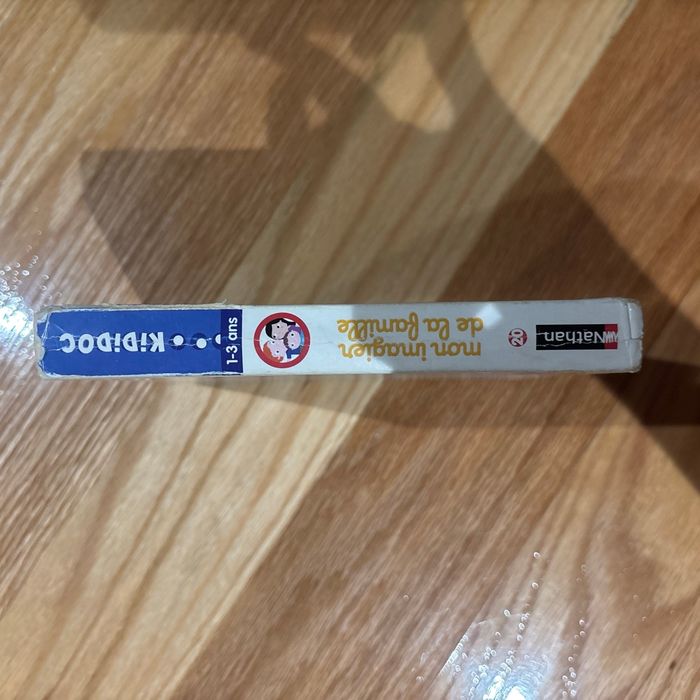 KiDiDOC
1-3 ans
mon imagier
de la famille
20
Nathan